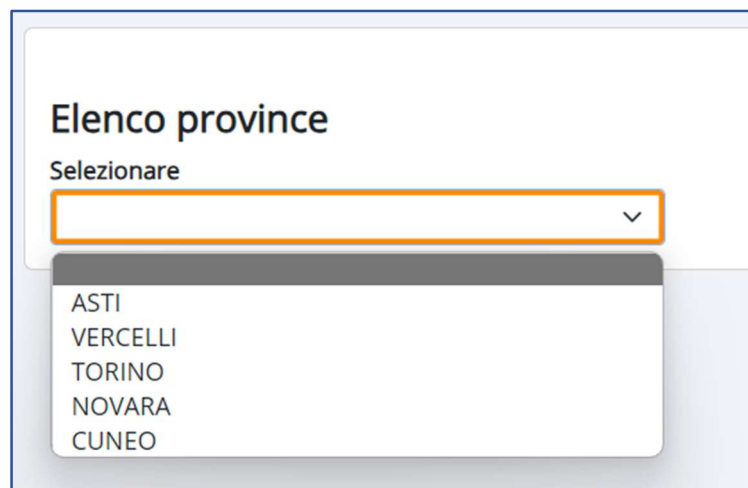 Elenco province
Selezionare
ASTI
VERCELLI
TORINO
NOVARA
CUNEO